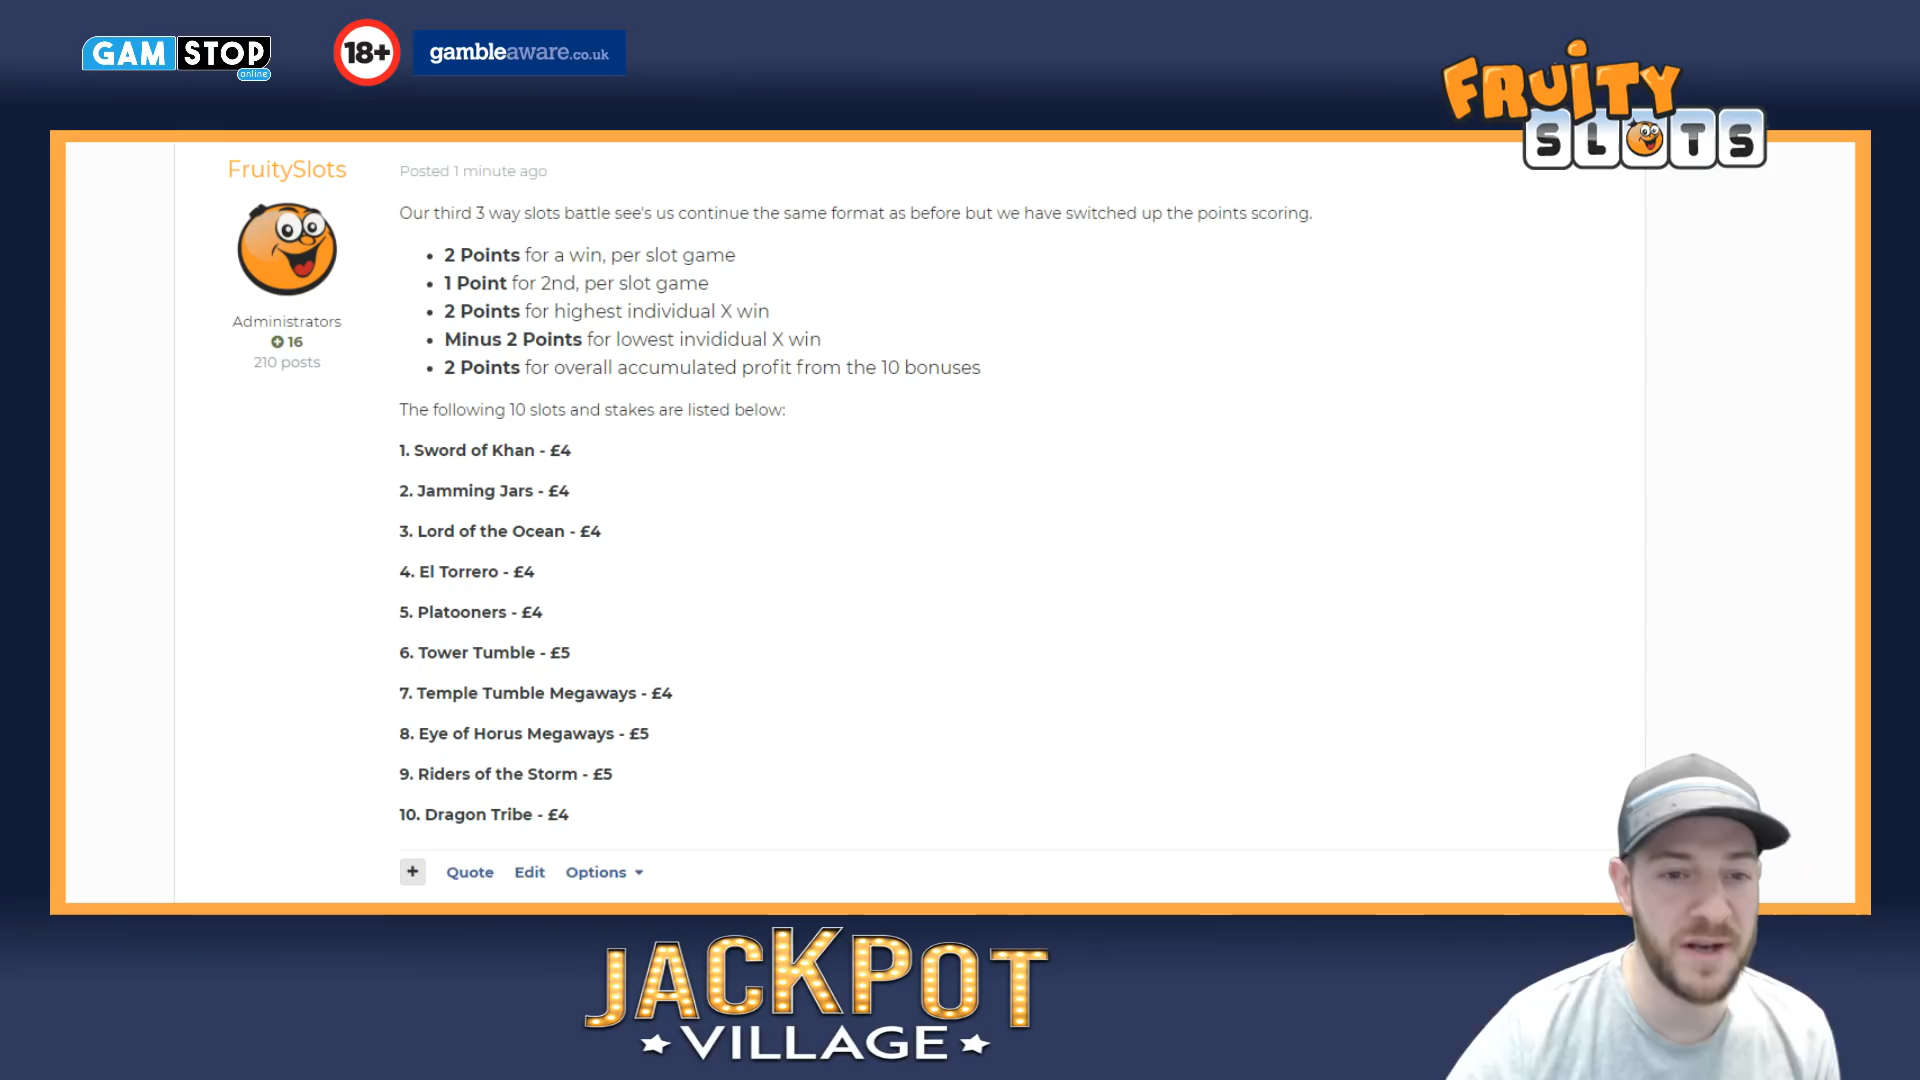 GAMSTOP
online
18+
gambleaware.co.uk
FRUITY
SLOTS
FruitySlots
Posted 1 minute ago
Our third 3 way slots battle see's us continue the same format as before but we have switched up the points scoring.
• 2 Points for a win, per slot game
• 1 Point for 2nd, per slot game
• 2 Points for highest individual X win
• Minus 2 Points for lowest invididual X win
• 2 Points for overall accumulated profit from the 10 bonuses
Administrators
16
210 posts
The following 10 slots and stakes are listed below:
1. Sword of Khan - £4
2. Jamming Jars - £4
3. Lord of the Ocean - £4
4. El Torrero - £4
5. Platooners - £4
6. Tower Tumble - £5
7. Temple Tumble Megaways - £4
8. Eye of Horus Megaways - £5
9. Riders of the Storm - £5
10. Dragon Tribe - £4
+ Quote Edit Options
JACKPOT
VILLAGE